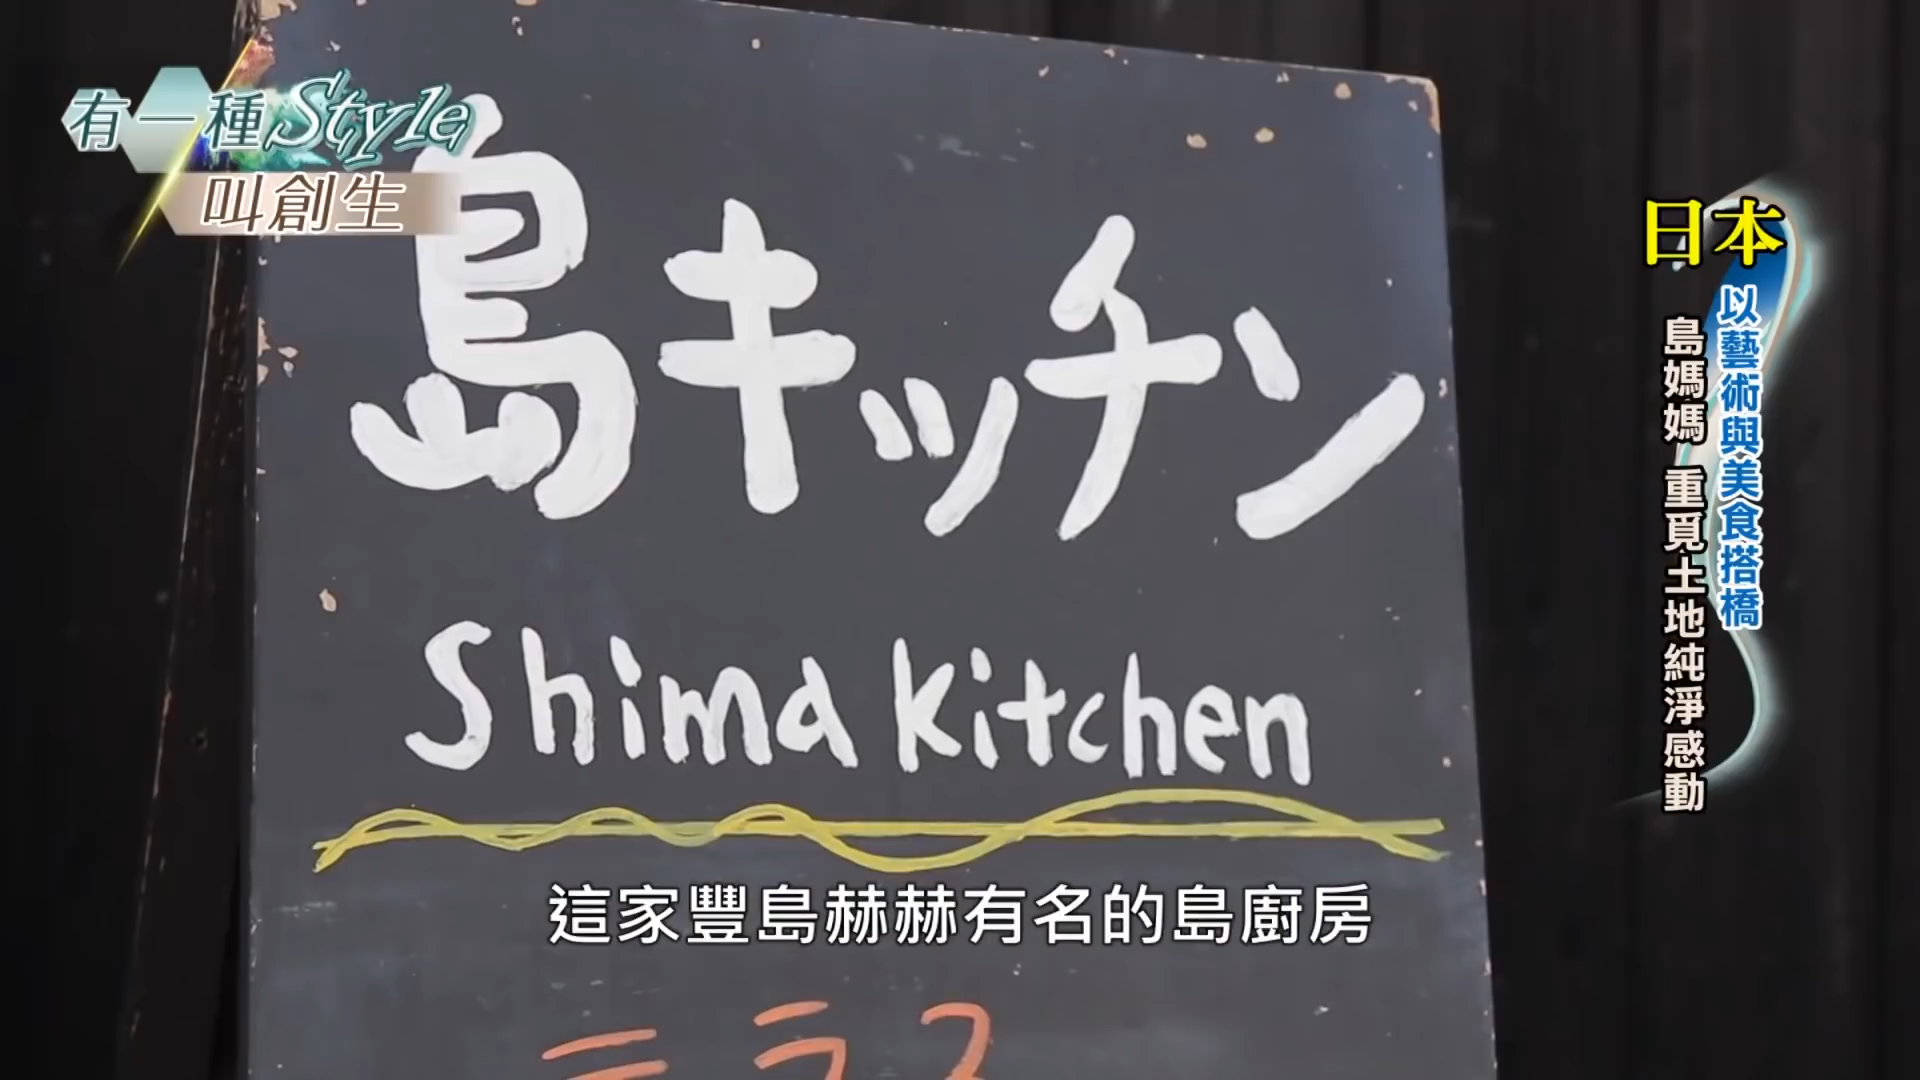 有一種Style
叫創生
島キッチン
Shima kitchen
這家豐島赫赫有名的島廚房
日本
以藝術與美食搭橋
島媽媽 重覓土地純淨感動